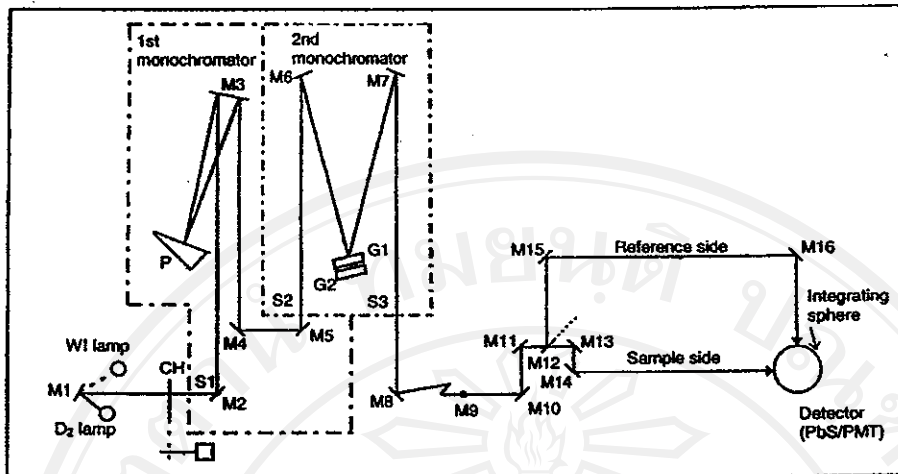 1st
monochromator
2nd
monochromator
M3
M6
M7
P
G1
G2
S2
S3
M4
M5
M15
Reference side
M16
Integrating
sphere
M11
M13
M12
M14
Sample side
WI lamp
CH
S1
M1
M2
D2 lamp
M8
M9
M10
Detector
(PbS/PMT)